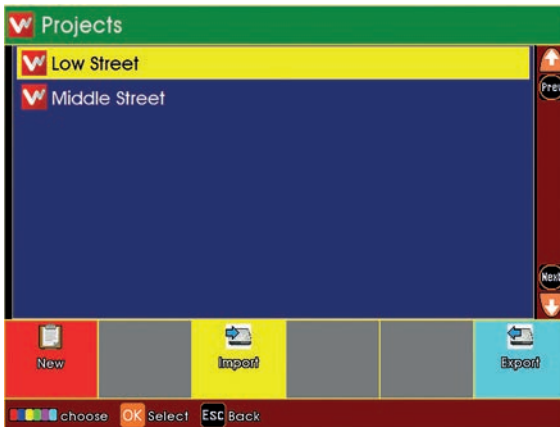 Projects
Low Street
Middle Street
Prev
Next
New
Import
Export
choose OK Select ESC Back